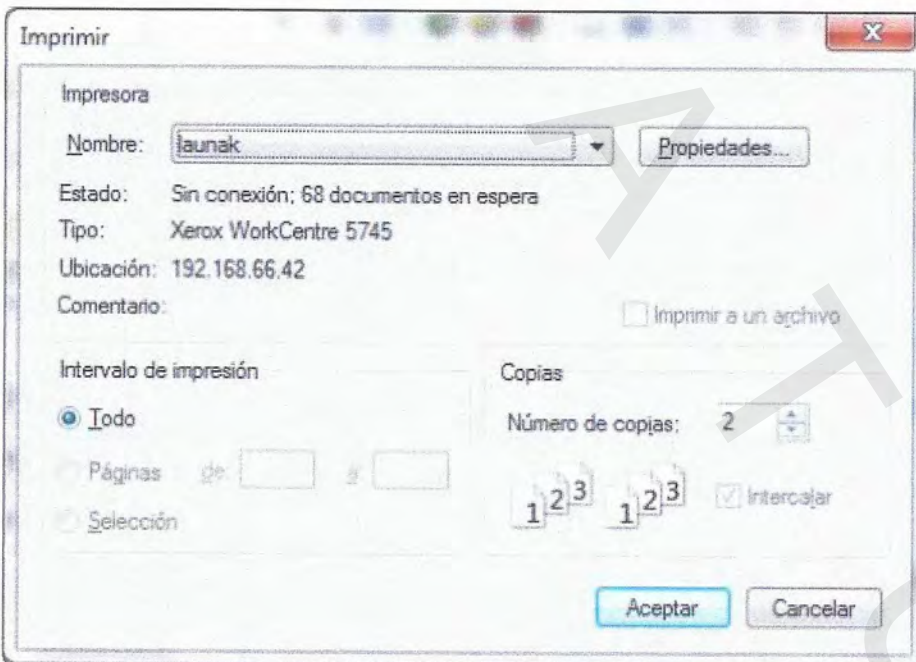 Imprimir
Impresora
Nombre: launak Propiedades...
Estado: Sin conexión; 68 documentos en espera
Tipo: Xerox WorkCentre 5745
Ubicación: 192.168.66.42
Comentario:
Imprimir a un archivo
Intervalo de impresión
Todo
Páginas de: a:
Selección
Copias
Número de copias: 2
1 2 3 1 2 3 Intercalar
Aceptar Cancelar
A
T